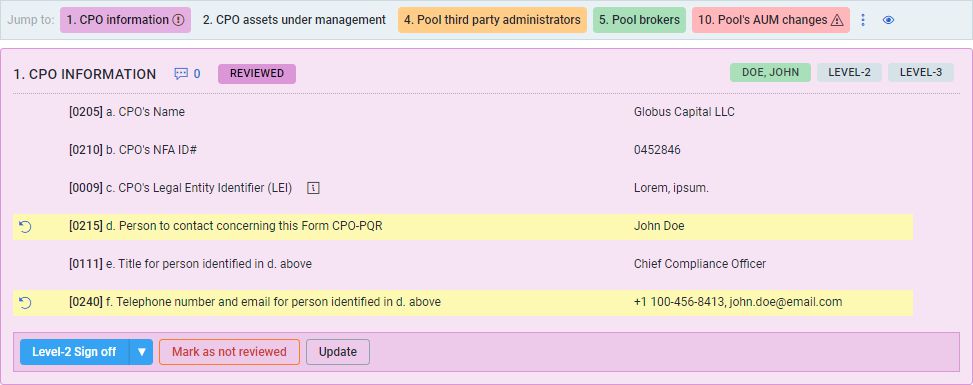 Jump to: 1. CPO information 2. CPO assets under management 4. Pool third party administrators 5. Pool brokers 10. Pool's AUM changes
1. CPO INFORMATION 0 REVIEWED DOE, JOHN LEVEL-2 LEVEL-3
[0205] a. CPO's Name Globus Capital LLC
[0210] b. CPO's NFA ID# 0452846
[0009] c. CPO's Legal Entity Identifier (LEI) Lorem, ipsum.
[0215] d. Person to contact concerning this Form CPO-PQR John Doe
[0111] e. Title for person identified in d. above Chief Compliance Officer
[0240] f. Telephone number and email for person identified in d. above +1 100-456-8413, john.doe@email.com
Level-2 Sign off Mark as not reviewed Update